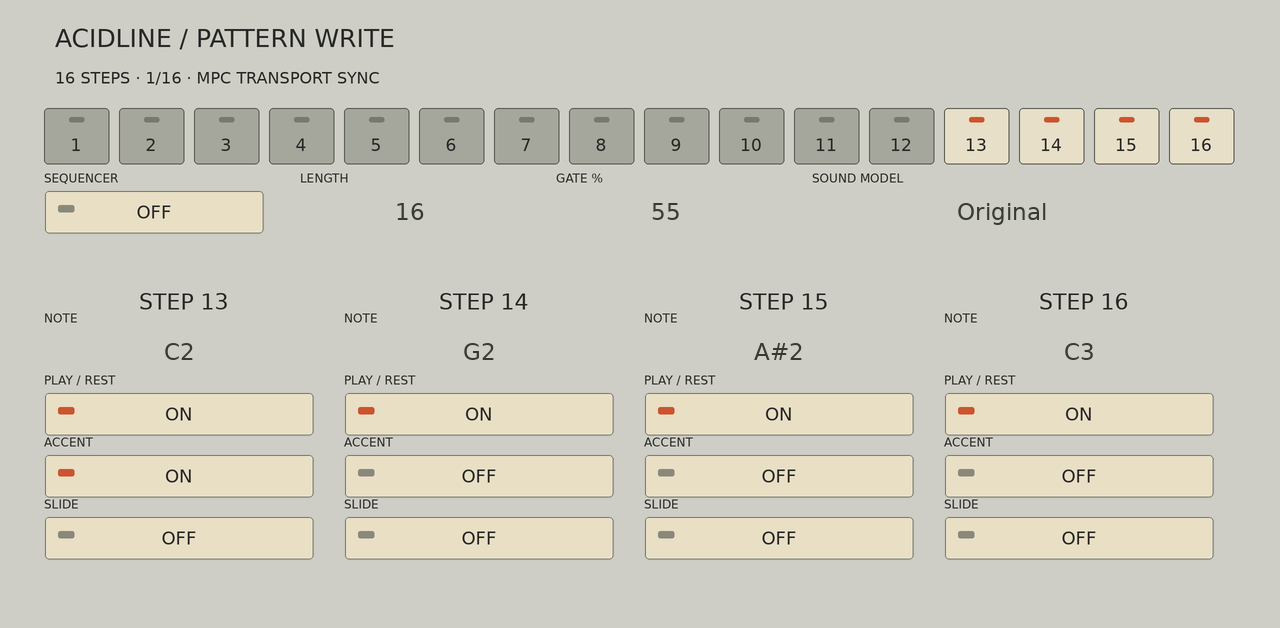 ACIDLINE / PATTERN WRITE
16 STEPS · 1/16 · MPC TRANSPORT SYNC
1 2 3 4 5 6 7 8 9 10 11 12 13 14 15 16
SEQUENCER LENGTH GATE % SOUND MODEL
OFF 16 55 Original
STEP 13 STEP 14 STEP 15 STEP 16
NOTE NOTE NOTE NOTE
C2 G2 A#2 C3
PLAY / REST PLAY / REST PLAY / REST PLAY / REST
ON ON ON ON
ACCENT ACCENT ACCENT ACCENT
ON OFF OFF OFF
SLIDE SLIDE SLIDE SLIDE
OFF OFF OFF OFF